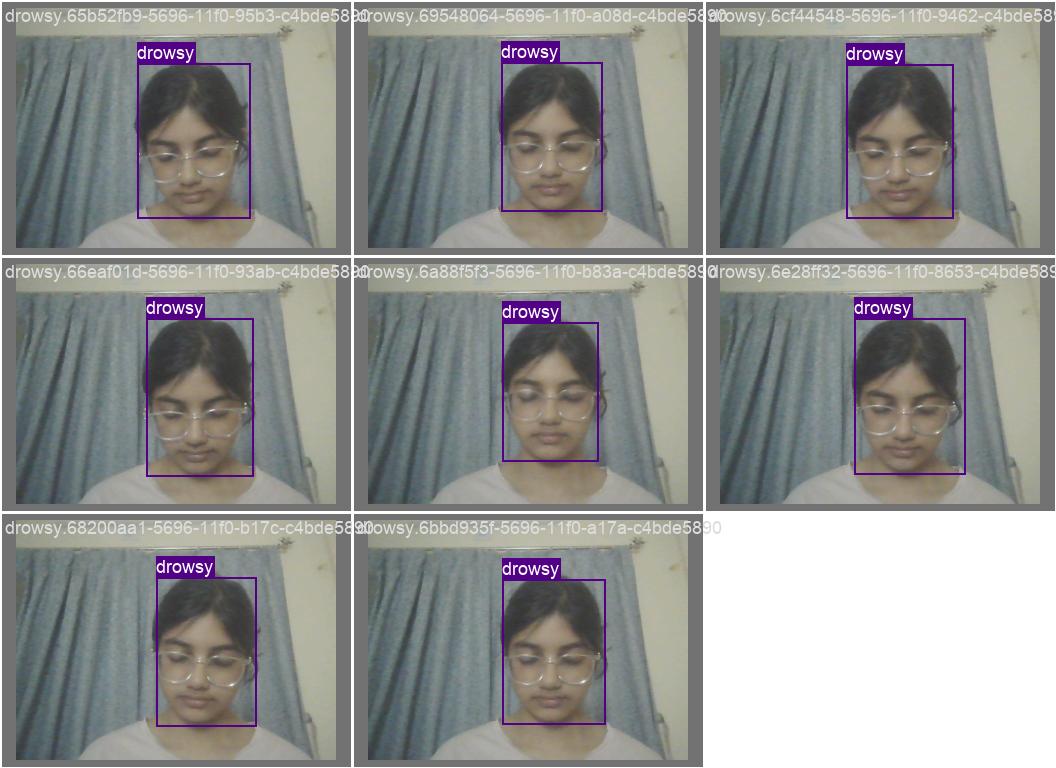 drowsy.65b52fb9-5696-11f0-95b3-c4bde5890
drowsy.69548064-5696-11f0-a08d-c4bde5890
drowsy.6cf44548-5696-11f0-9462-c4bde589
drowsy
drowsy
drowsy
drowsy.66eaf01d-5696-11f0-93ab-c4bde5890
drowsy.6a88f5f3-5696-11f0-b83a-c4bde5890
drowsy.6e28ff32-5696-11f0-8653-c4bde589
drowsy
drowsy
drowsy
drowsy.68200aa1-5696-11f0-b17c-c4bde5890
drowsy.6bbd935f-5696-11f0-a17a-c4bde5890
drowsy
drowsy